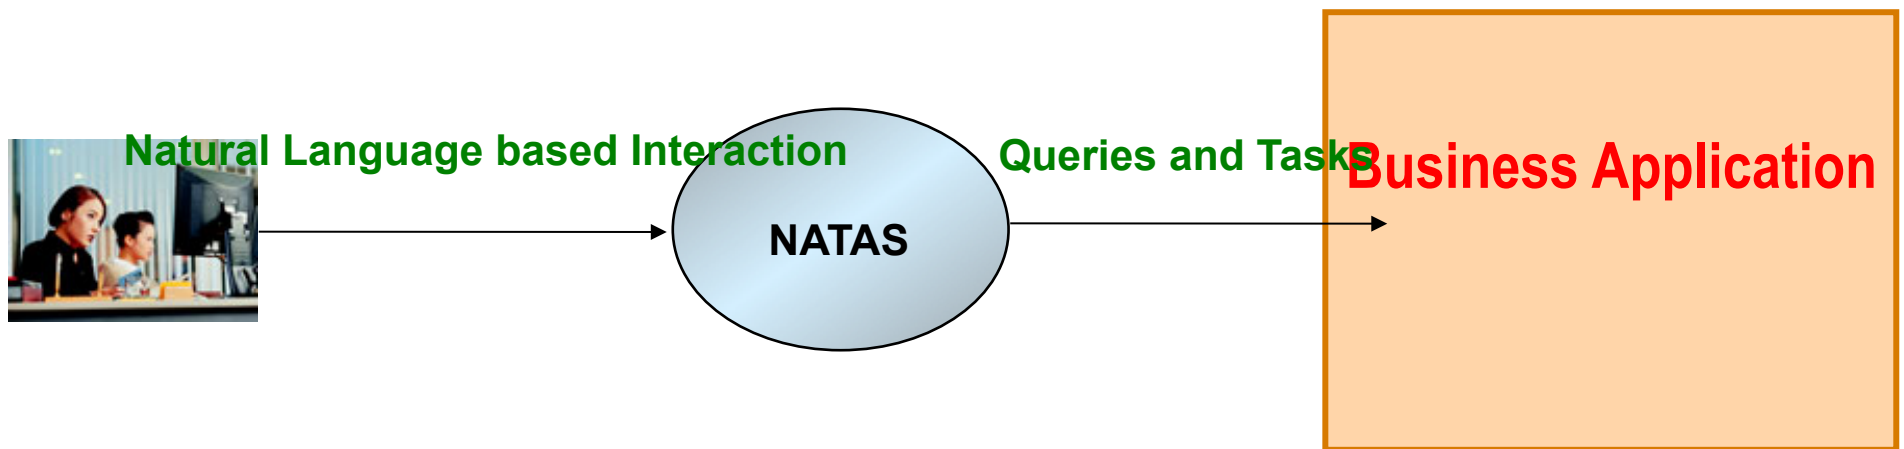 Natural Language based Interaction
Queries and Tasks
Business Application
NATAS